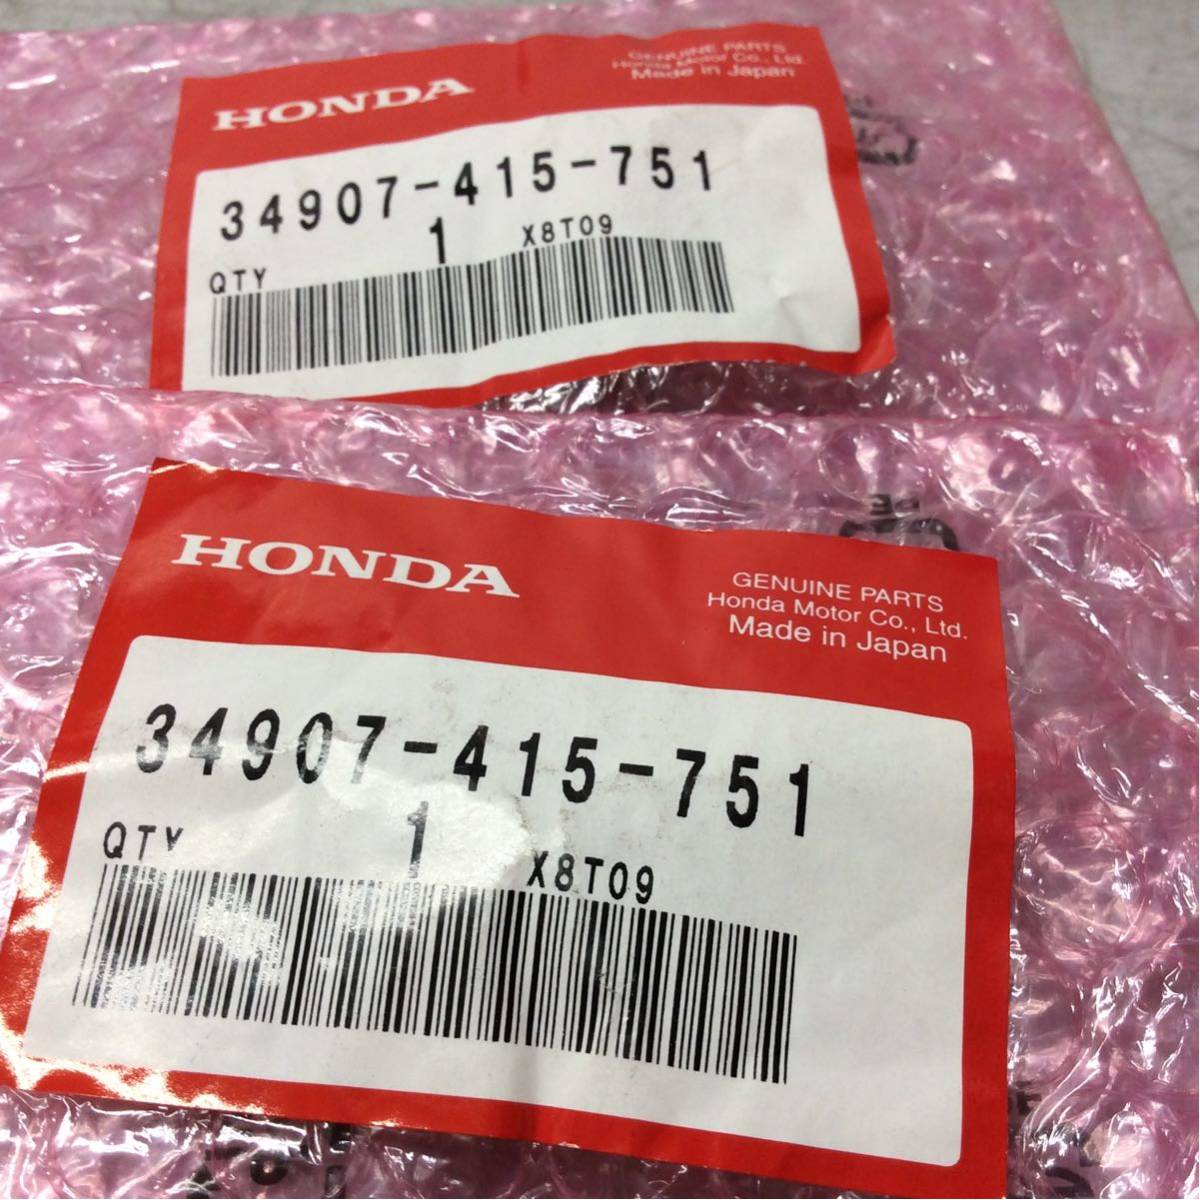 HONDA
GENUINE PARTS
Honda Motor Co., Ltd.
Made in Japan
34907-415-751
1 X8T09
QTY
HONDA
GENUINE PARTS
Honda Motor Co., Ltd.
Made in Japan
34907-415-751
QTY 1 X8T09
PE